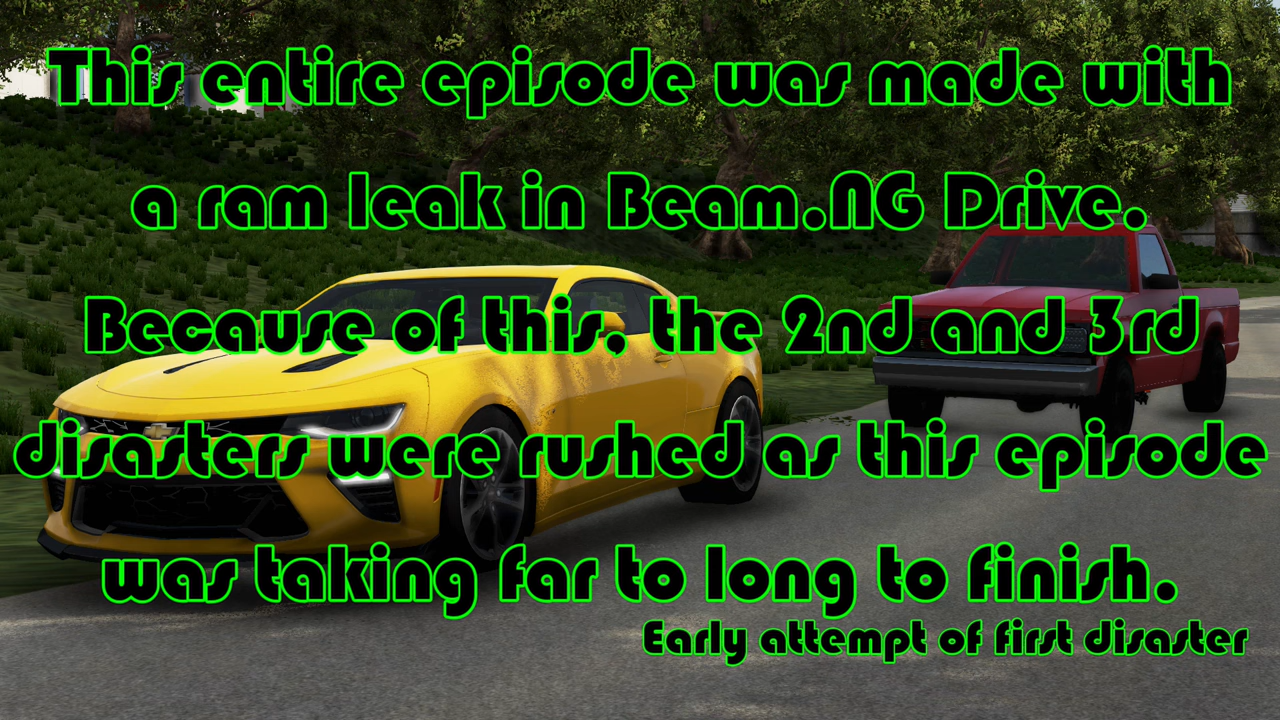 This entire episode was made with
a ram leak in Beam.NG Drive.
Because of this, the 2nd and 3rd
disasters were rushed as this episode
was taking far to long to finish.
Early attempt of first disaster